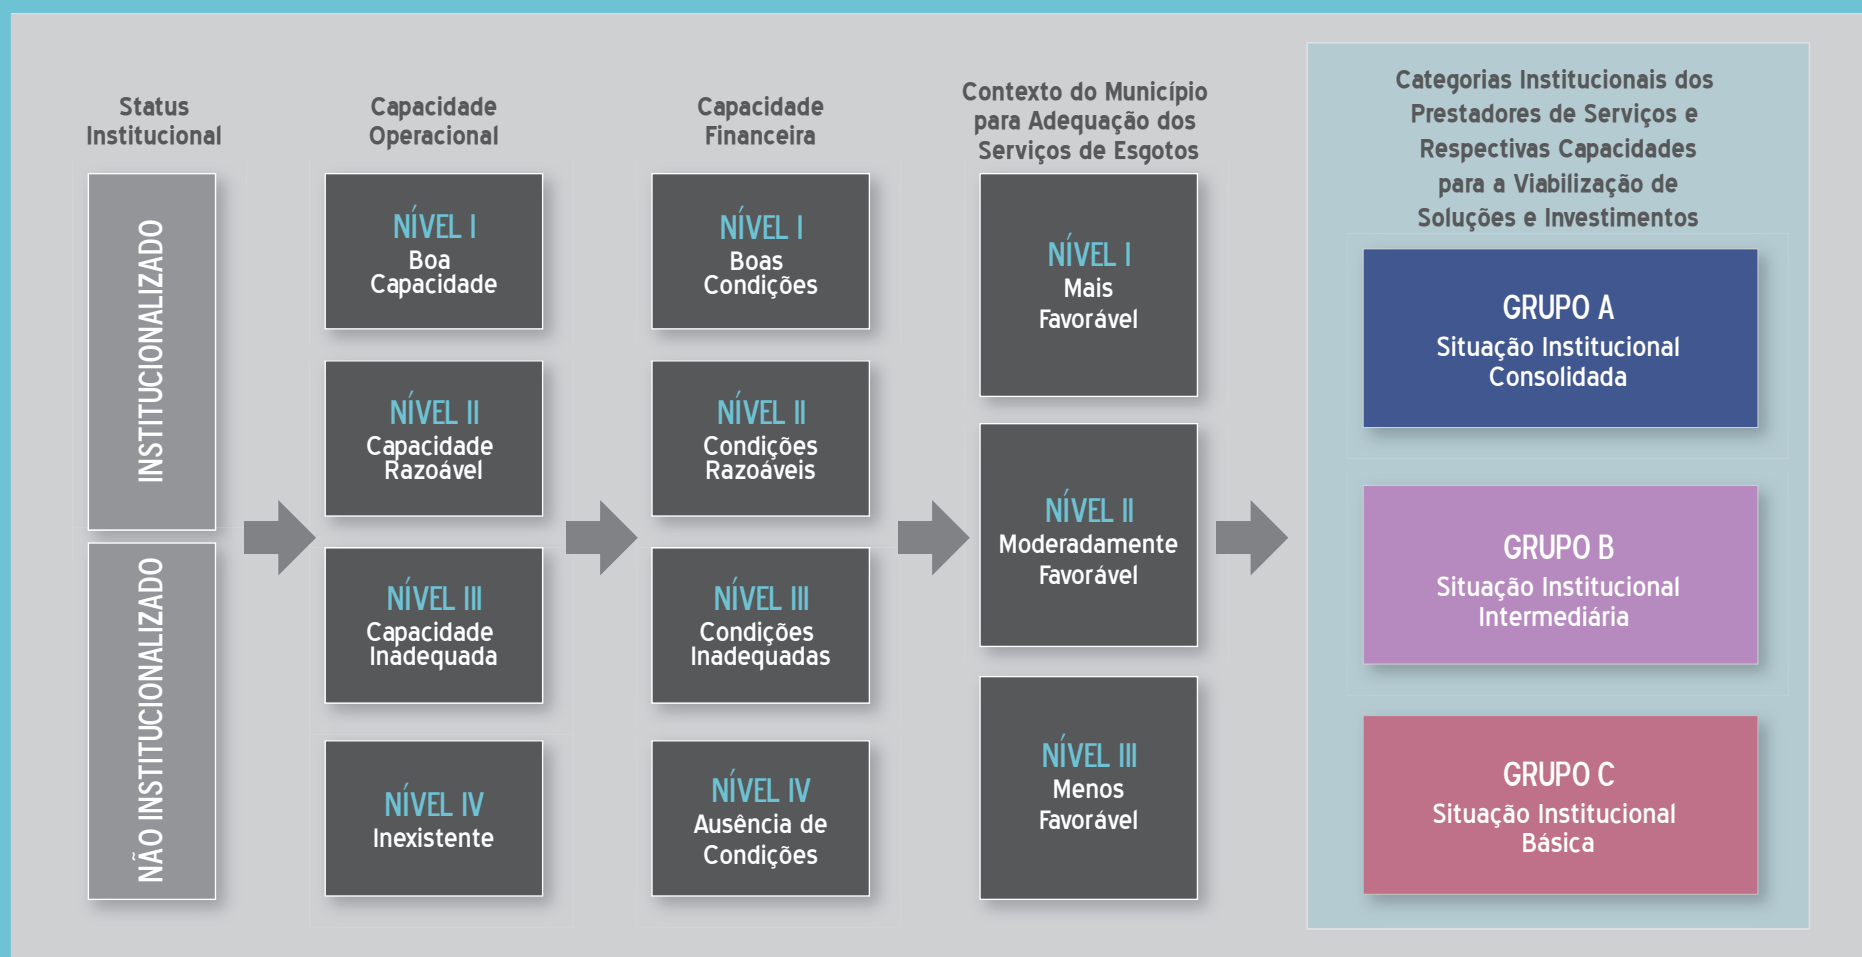 Status
Institucional
INSTITUCIONALIZADO
NÃO INSTITUCIONALIZADO
Capacidade
Operacional
NÍVEL I
Boa
Capacidade
NÍVEL II
Capacidade
Razoável
NÍVEL III
Capacidade
Inadequada
NÍVEL IV
Inexistente
Capacidade
Financeira
NÍVEL I
Boas
Condições
NÍVEL II
Condições
Razoáveis
NÍVEL III
Condições
Inadequadas
NÍVEL IV
Ausência de
Condições
Contexto do Município
para Adequação dos
Serviços de Esgotos
NÍVEL I
Mais
Favorável
NÍVEL II
Moderadamente
Favorável
NÍVEL III
Menos
Favorável
Categorias Institucionais dos
Prestadores de Serviços e
Respectivas Capacidades
para a Viabilização de
Soluções e Investimentos
GRUPO A
Situação Institucional
Consolidada
GRUPO B
Situação Institucional
Intermediária
GRUPO C
Situação Institucional
Básica